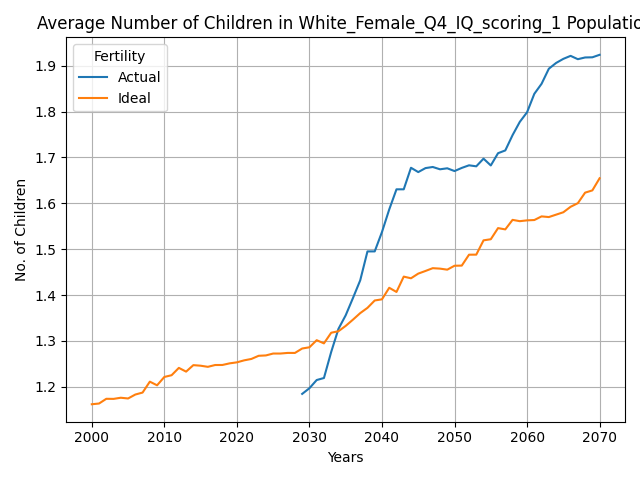 Average Number of Children in White_Female_Q4_IQ_scoring_1 Populatio
Fertility
Actual
Ideal
No. of Children
1.9
1.8
1.7
1.6
1.5
1.4
1.3
1.2
2000 2010 2020 2030 2040 2050 2060 2070
Years